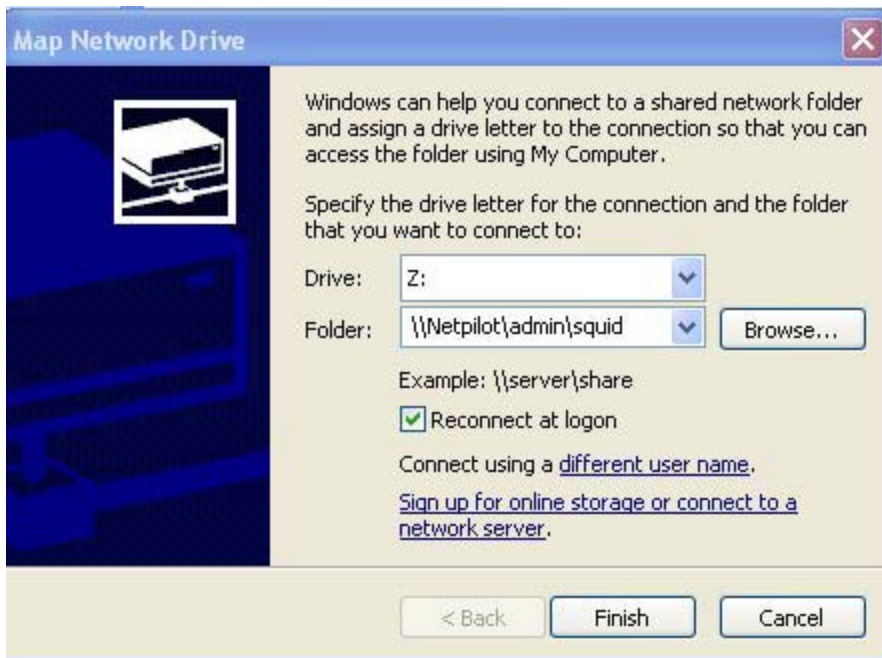 Map Network Drive
Windows can help you connect to a shared network folder
and assign a drive letter to the connection so that you can
access the folder using My Computer.
Specify the drive letter for the connection and the folder
that you want to connect to:
Drive: Z:
Folder: \\Netpilot\admin\squid Browse...
Example: \\server\share
Reconnect at logon
Connect using a different user name.
Sign up for online storage or connect to a
network server.
< Back Finish Cancel